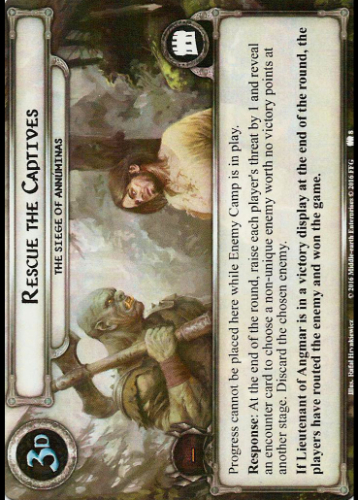 3D
RESCUE THE CAPTIVES
THE SIEGE OF ANNÚMINAS
Progress cannot be placed here while Enemy Camp is in play.
Response: At the end of the round, raise each player's threat by 1 and reveal
an encounter card to choose a non-unique enemy worth no victory points at
another stage. Discard the chosen enemy.
If Lieutenant of Angmar is in a victory display at the end of the round, the
players have routed the enemy and won the game.
Illus. Rafał Hrynkiewicz © 2016 Middle-earth Enterprises © 2016 FFG 8